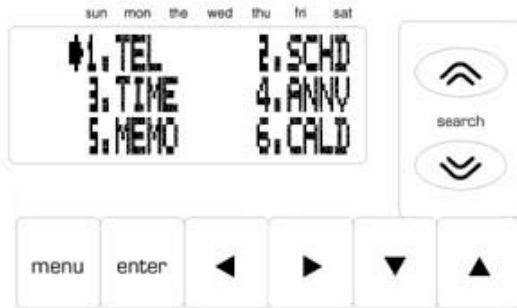 sun mon the wed thu fri sat
1.TEL 2.SCHD
3.TIME 4.ANNV
5.MEMO 6.CALD
search
menu enter